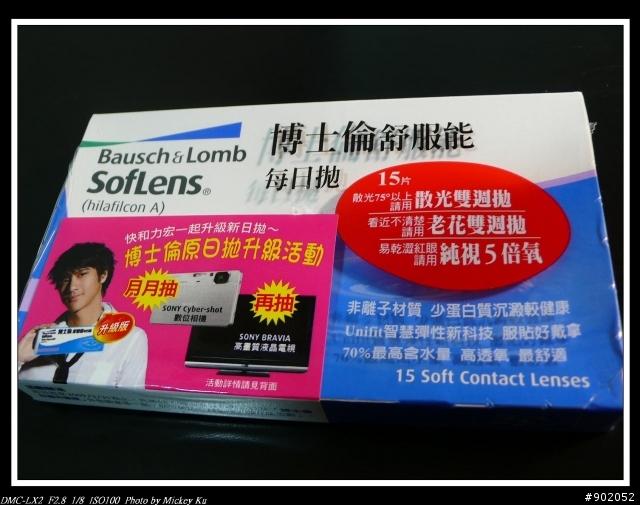 博士倫舒服能
Bausch & Lomb
SofLens®
(hilafilcon A)
每日拋
15片
散光75°以上請用 散光雙週拋
看近不清楚請用 老花雙週拋
易乾澀紅眼請用 純視5倍氧
快和力宏一起升級新日拋~
博士倫原日拋升級活動
月月抽
SONY Cyber-shot
數位相機
再抽
SONY BRAVIA
高畫質液晶電視
升級版
SofLens
活動詳情請見背面
非離子材質 少蛋白質沉澱較健康
Unifit智慧彈性新科技 服貼好戴拿
70%最高含水量 高透氧 最舒適
15 Soft Contact Lenses
DMC-LX2 F2.8 1/8 ISO100 Photo by Mickey Ku
#902052